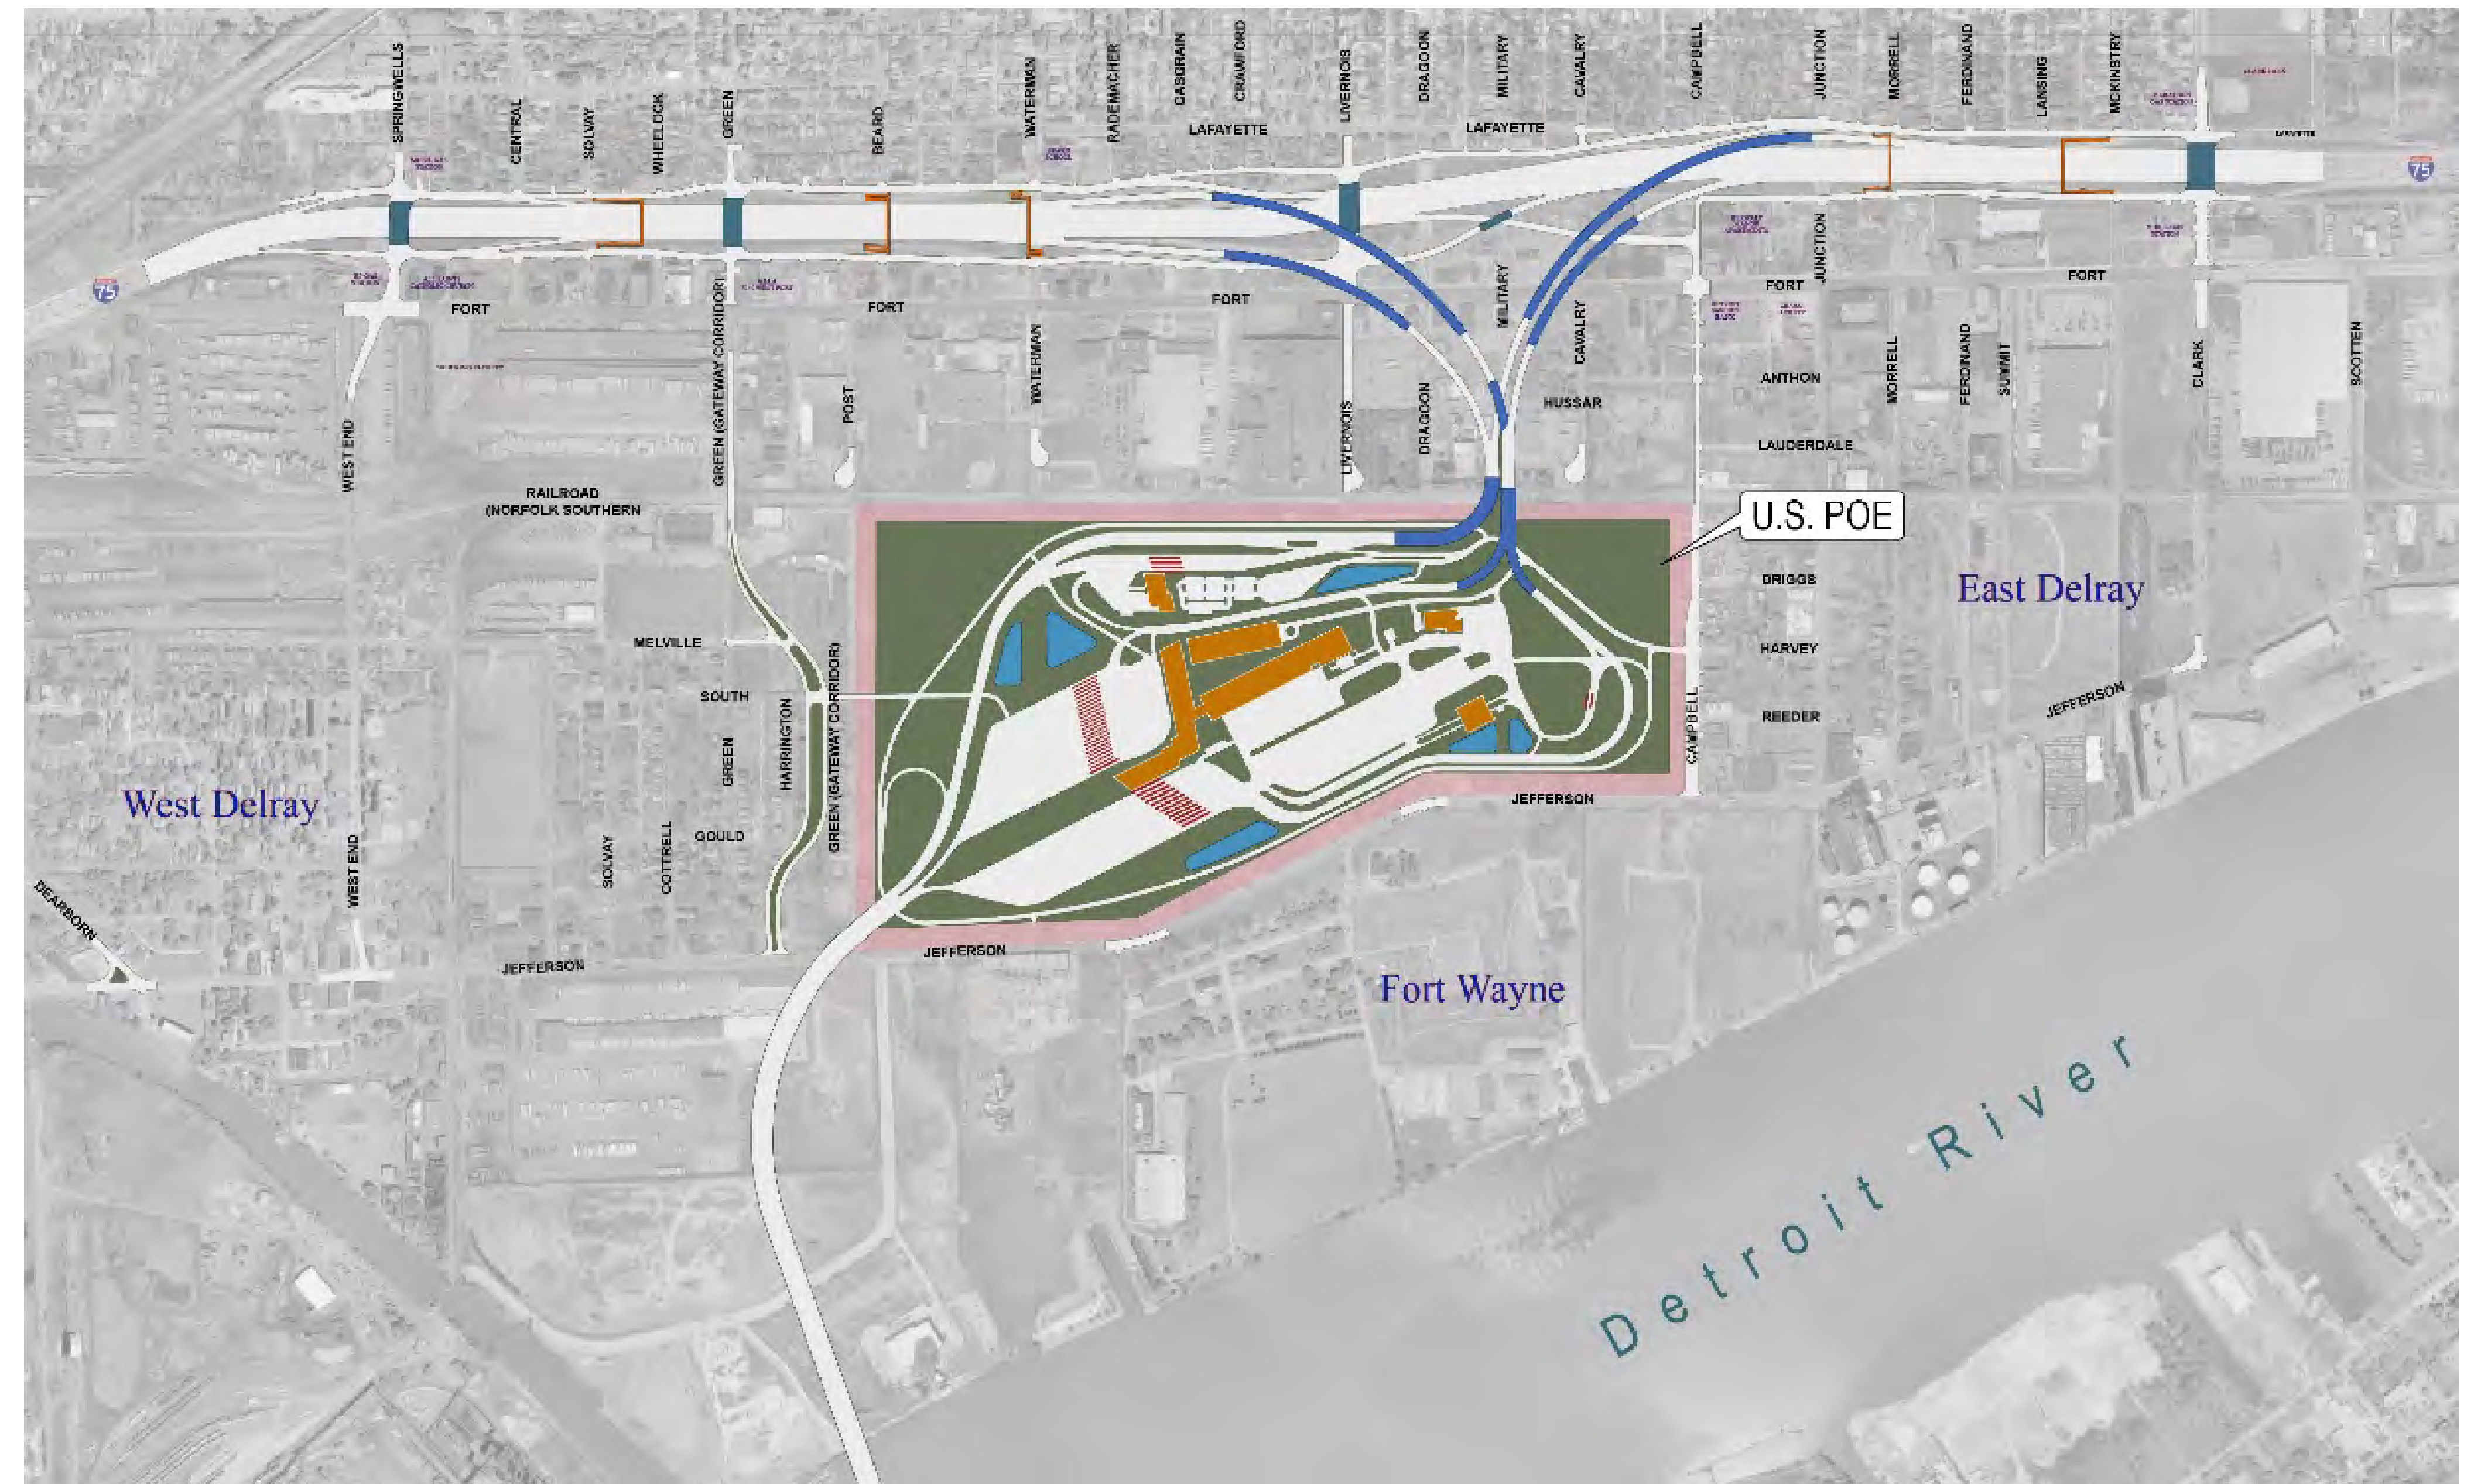 SPRINGWELLS
CENTRAL
SOLVAY
WHEELOCK
GREEN
BEARD
WATERMAN
RADEMACHER
CASGRAIN
CRAWFORD
LIVERNOIS
DRAGOON
MILITARY
CAVALRY
CAMPBELL
JUNCTION
MORRELL
FERDINAND
LANSING
MCKINSTRY
LAFAYETTE
LAFAYETTE
LAFAYETTE
75
75
FORT
FORT
FORT
FORT
FORT
JUNCTION
WEST END
GREEN (GATEWAY CORRIDOR)
POST
WATERMAN
LIVERNOIS
DRAGOON
MILITARY
CAVALRY
HUSSAR
ANTHON
LAUDERDALE
MORRELL
FERDINAND
SUMMIT
CLARK
SCOTTEN
RAILROAD
(NORFOLK SOUTHERN
U.S. POE
DRIGGS
East Delray
MELVILLE
HARVEY
SOUTH
REEDER
JEFFERSON
GREEN
HARRINGTON
GREEN (GATEWAY CORRIDOR)
CAMPBELL
West Delray
JEFFERSON
GOULD
SOLVAY
COTTRELL
WEST END
DEARBORN
JEFFERSON
JEFFERSON
Fort Wayne
Detroit River